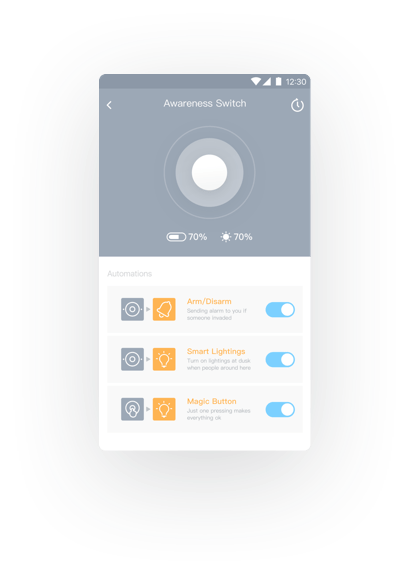 12:30
Awareness Switch
70% 70%
Automations
Arm/Disarm
Sending alarm to you if
someone Inseded
Smart Lightings
Turn on lightings at dusk
when people around here
Magic Button
Just one pressing makes
everything ok